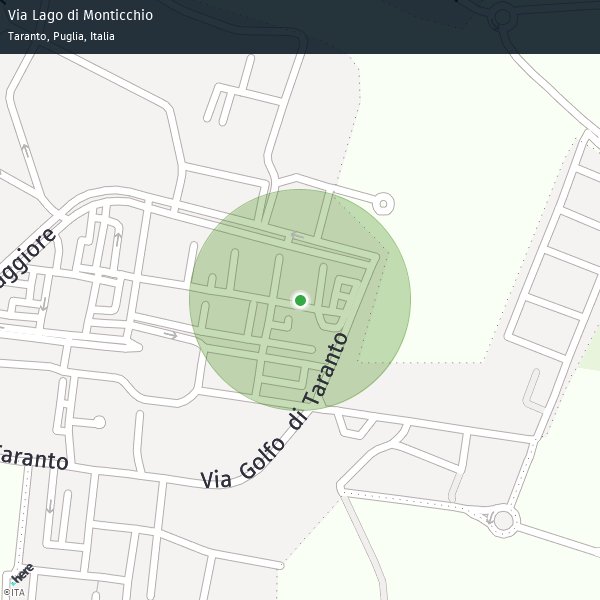 Via Lago di Monticchio
Taranto, Puglia, Italia
aggiore
Via Golfo di Taranto
Taranto
here
©ITA